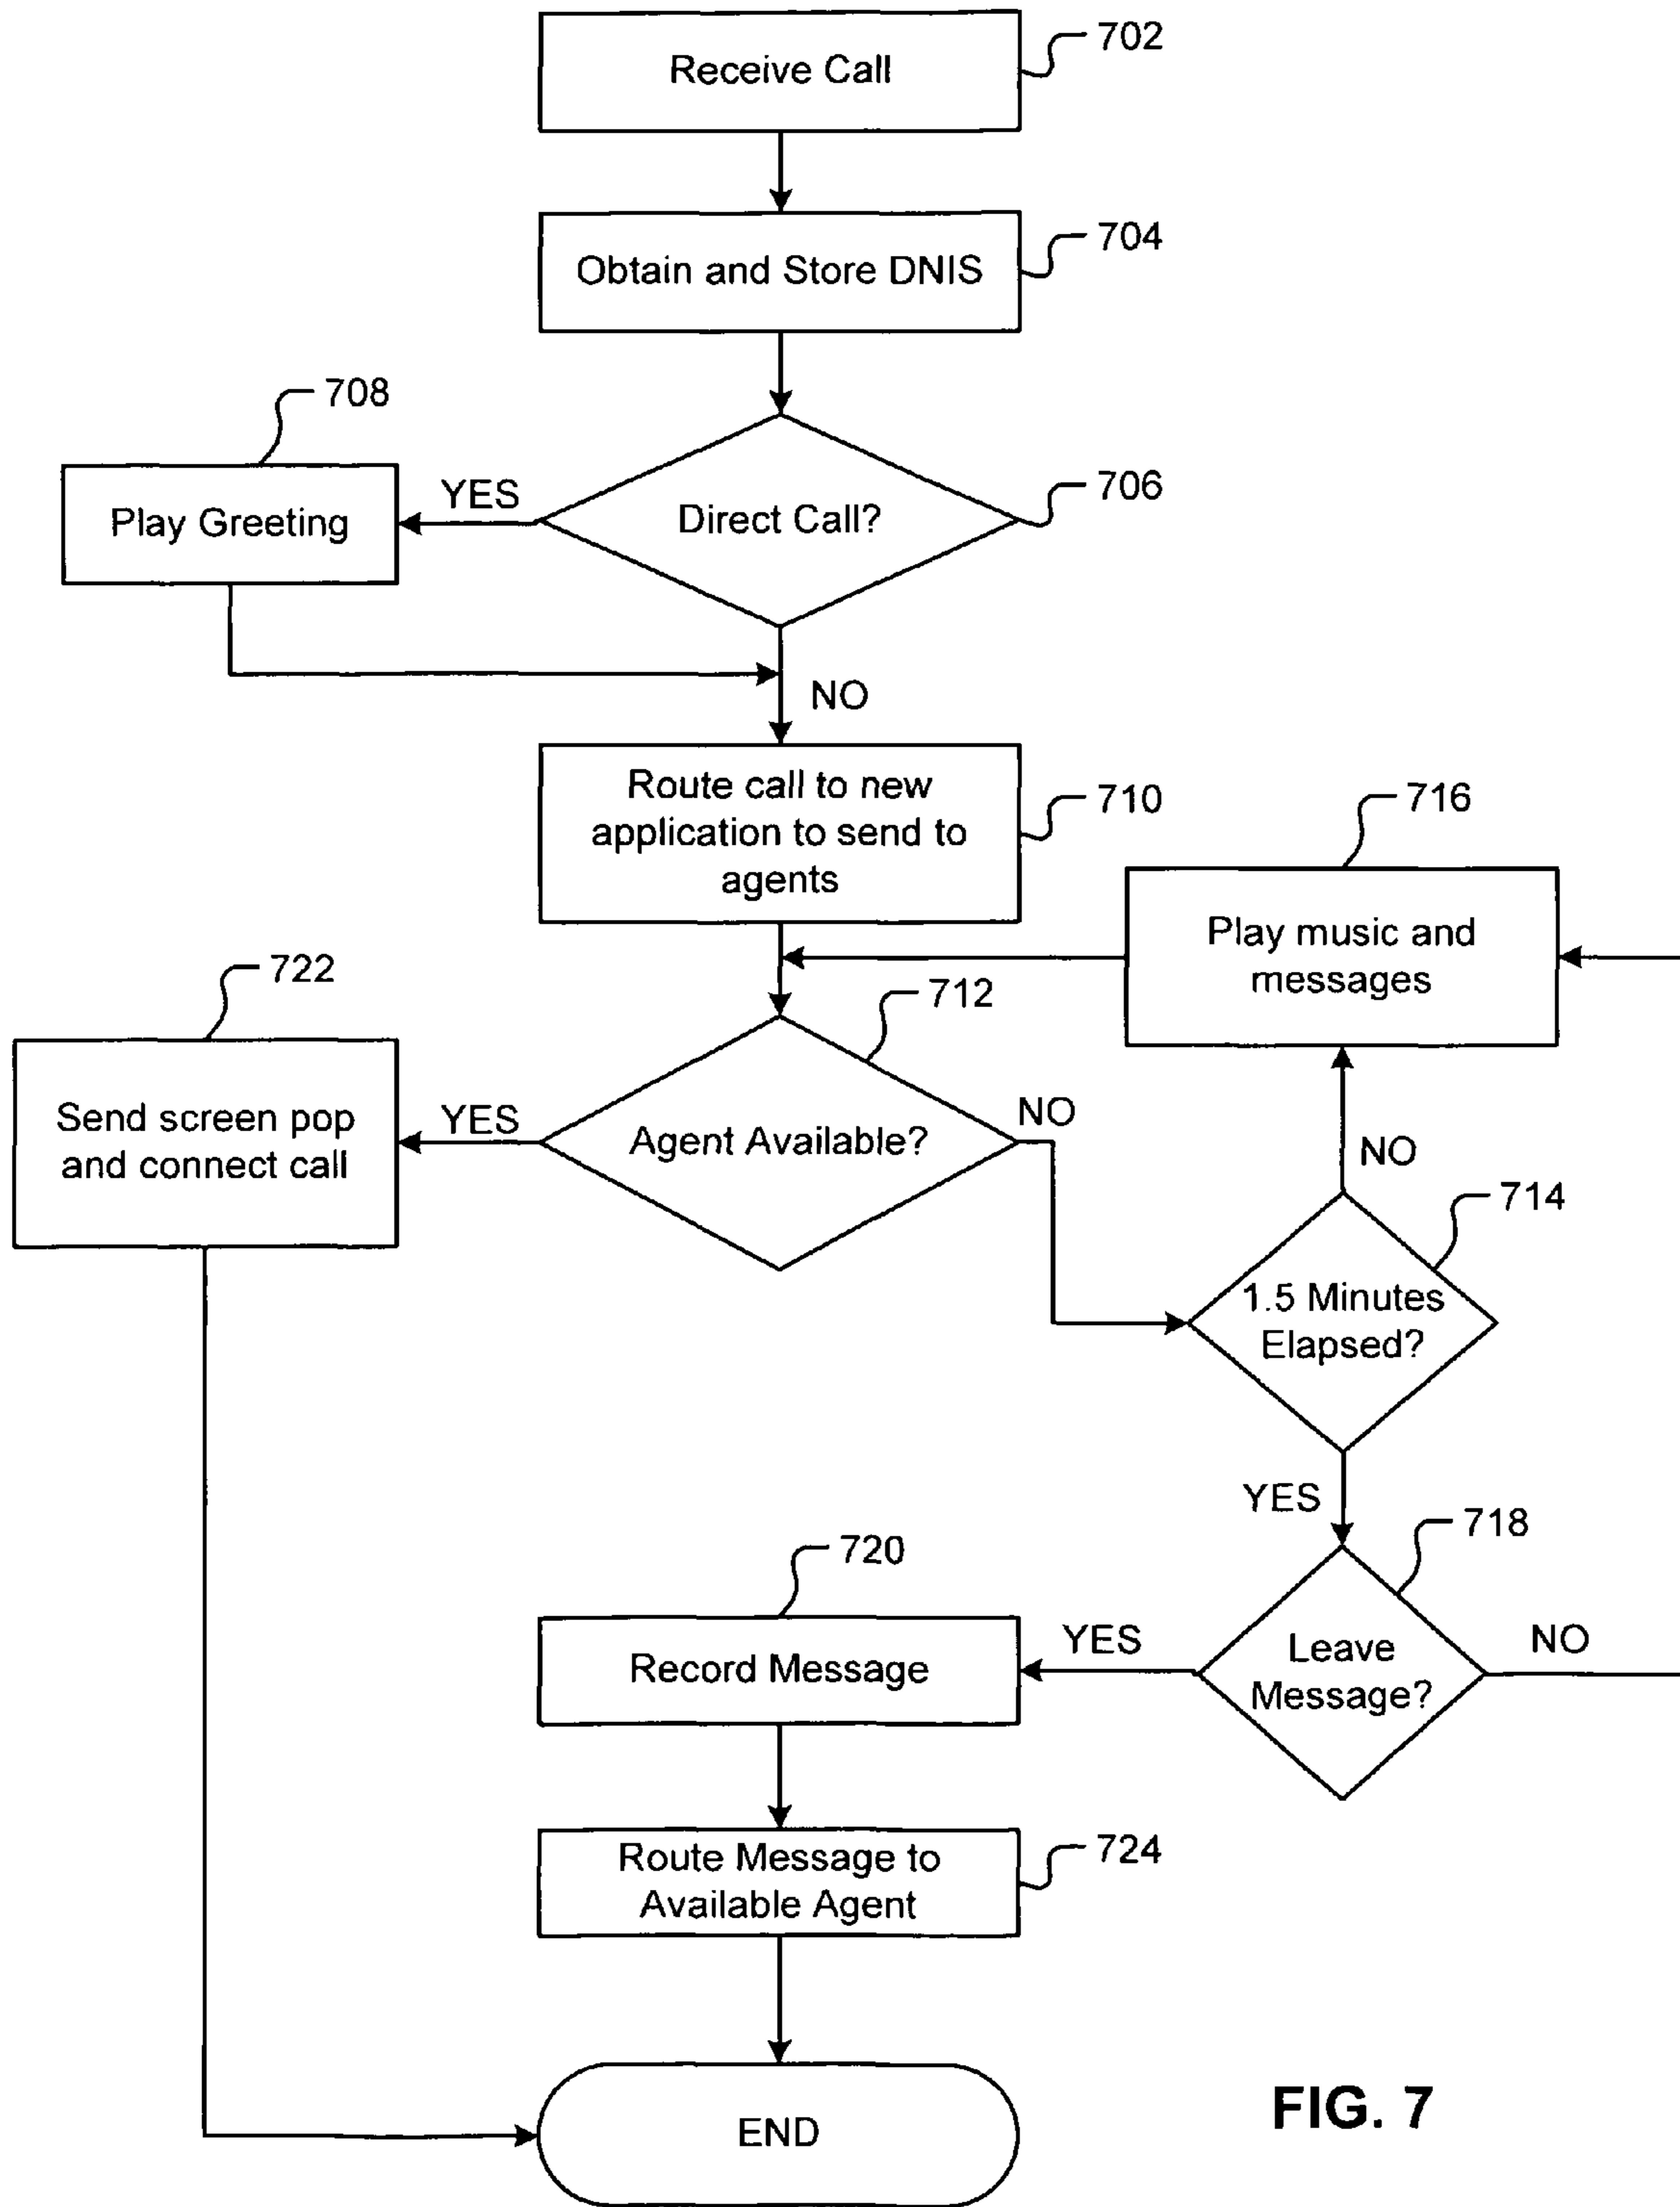 702
Receive Call
704
Obtain and Store DNIS
708
706
YES
Play Greeting
Direct Call?
NO
Route call to new
application to send to
agents
710
716
Play music and
messages
722
712
Send screen pop
and connect call
YES
Agent Available?
NO
NO
714
1.5 Minutes
Elapsed?
YES
718
720
Record Message
YES
Leave
Message?
NO
724
Route Message to
Available Agent
END
FIG. 7